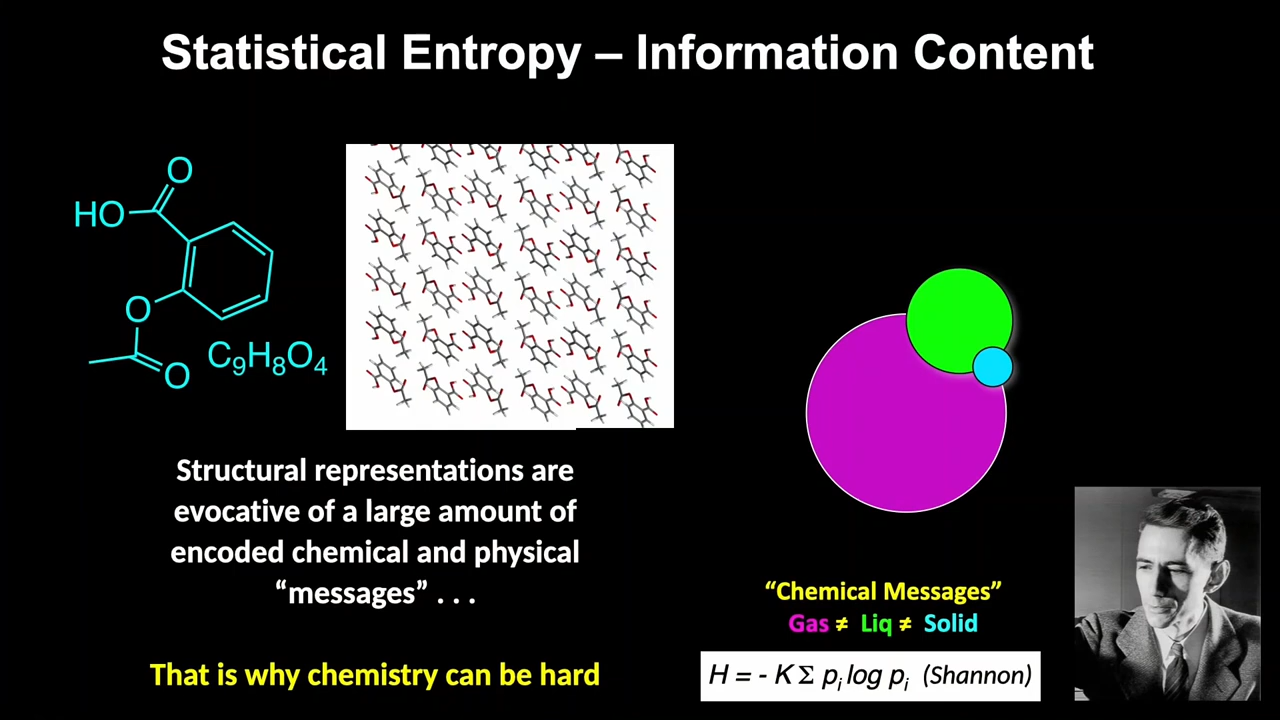 Statistical Entropy – Information Content
O
HO
O
O
C₉H₈O₄
Structural representations are
evocative of a large amount of
encoded chemical and physical
“messages” . . .
That is why chemistry can be hard
“Chemical Messages”
Gas ≠ Liq ≠ Solid
H = - K Σ pᵢ log pᵢ (Shannon)